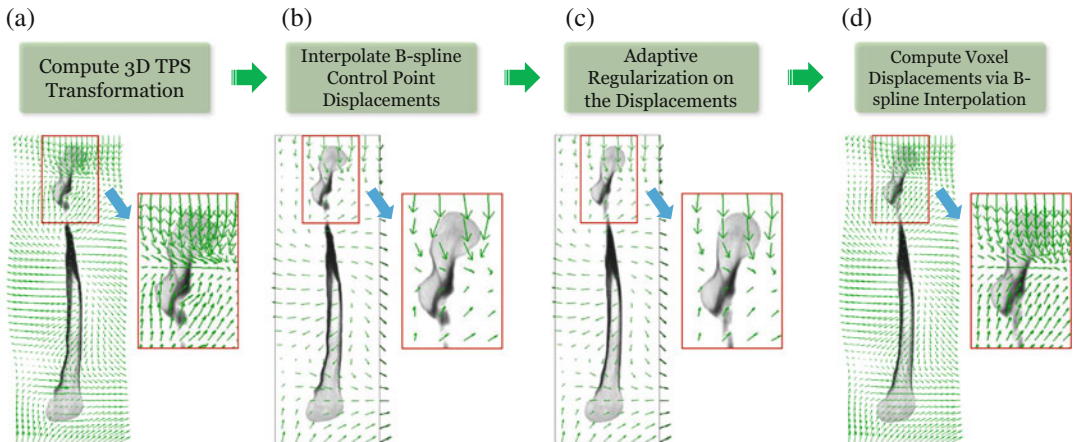 (a)
(b)
(c)
(d)
Compute 3D TPS
Transformation
Interpolate B-spline
Control Point
Displacements
Adaptive
Regularization on
the Displacements
Compute Voxel
Displacements via B-
spline Interpolation